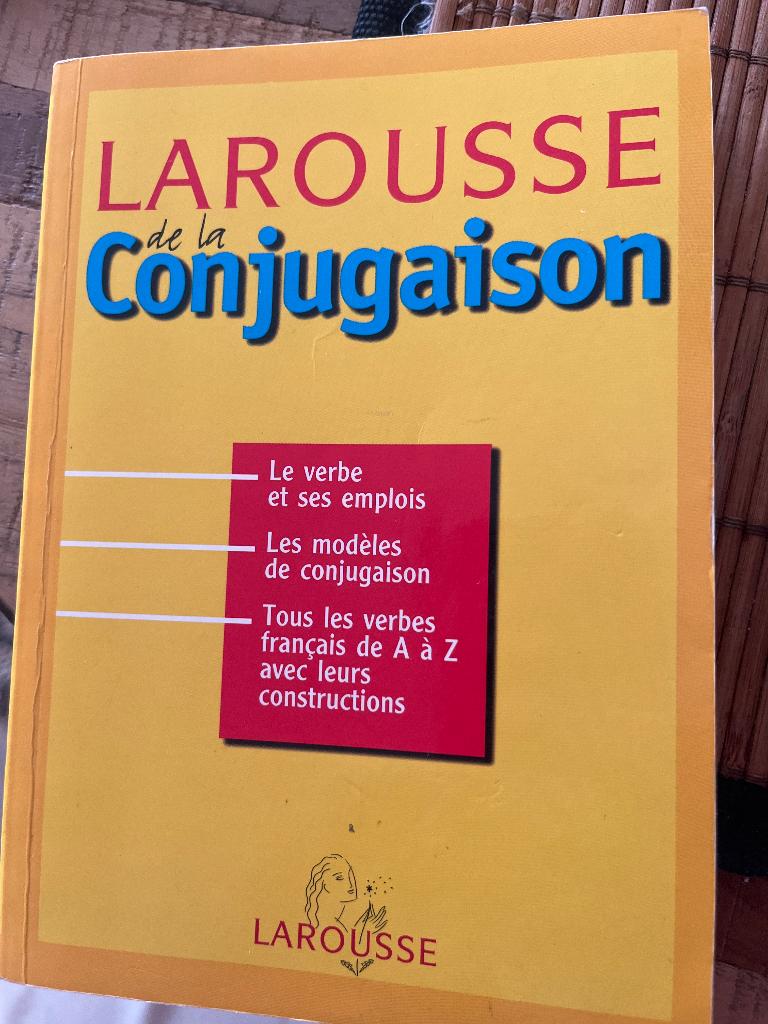 LAROUSSE
de la
Conjugaison
Le verbe
et ses emplois
Les modèles
de conjugaison
Tous les verbes
français de A à Z
avec leurs
constructions
LAROUSSE